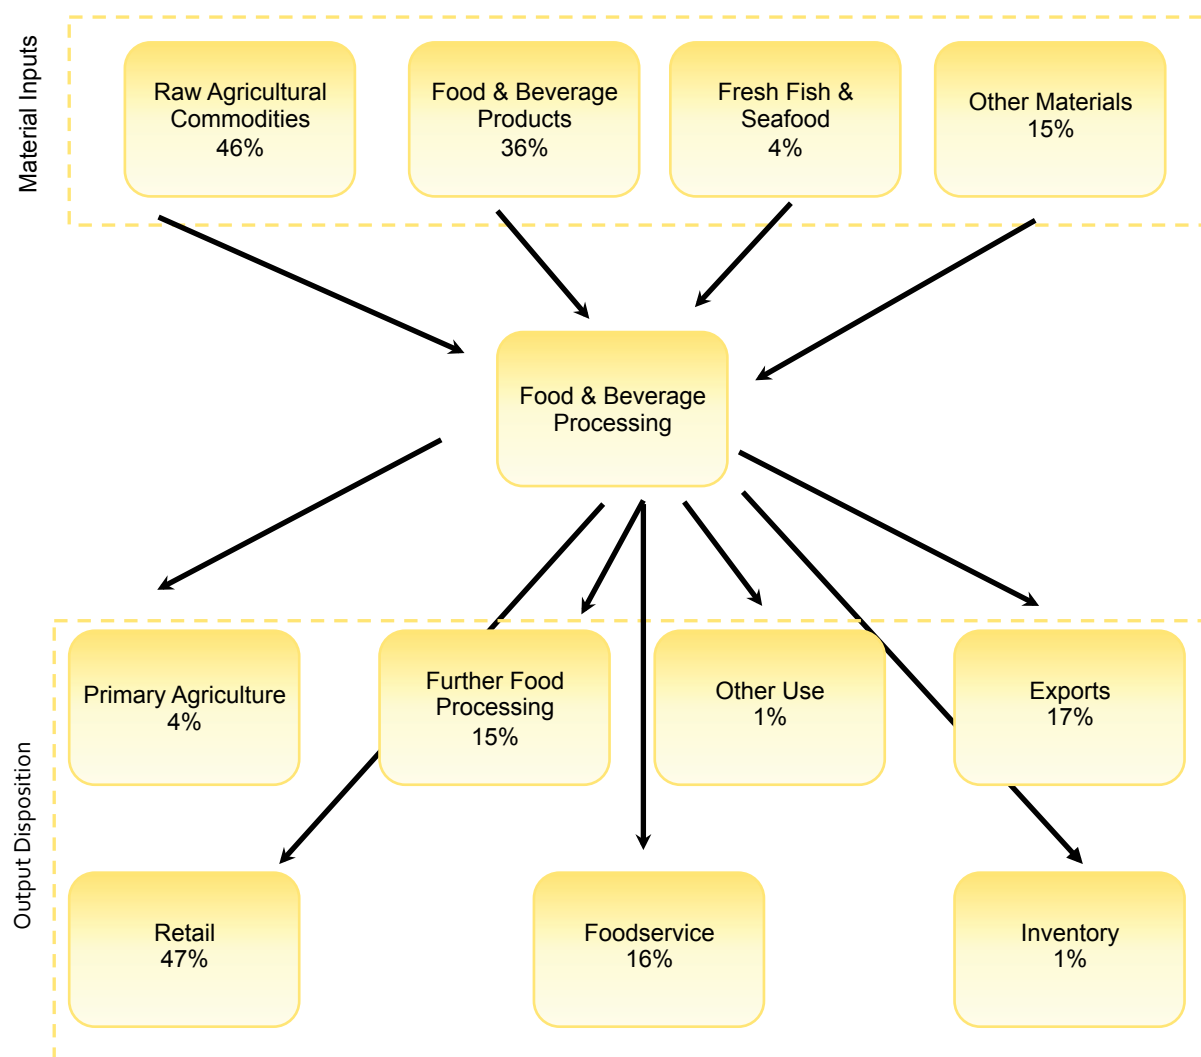 Material Inputs
Raw Agricultural
Commodities
46%
Food & Beverage
Products
36%
Fresh Fish &
Seafood
4%
Other Materials
15%
Food & Beverage
Processing
Output Disposition
Primary Agriculture
4%
Further Food
Processing
15%
Other Use
1%
Exports
17%
Retail
47%
Foodservice
16%
Inventory
1%